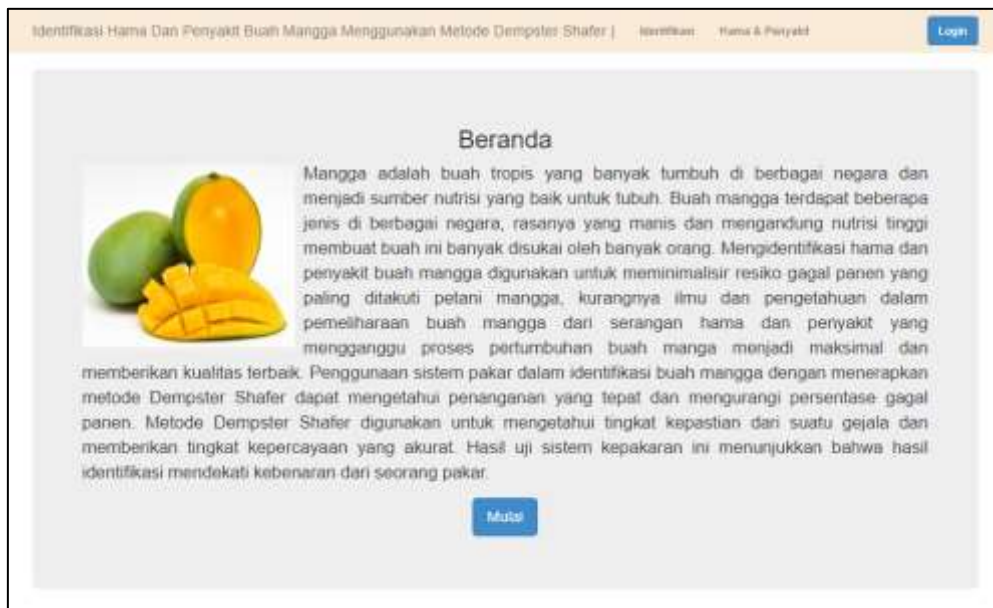 Identifikasi Hama Dan Penyakit Buah Mangga Menggunakan Metode Dempster Shafer | Identifikasi Hama & Penyakit Login
Beranda
Mangga adalah buah tropis yang banyak tumbuh di berbagai negara dan
menjadi sumber nutrisi yang baik untuk tubuh. Buah mangga terdapat beberapa
jenis di berbagai negara, rasanya yang manis dan mengandung nutrisi tinggi
membuat buah ini banyak disukai oleh banyak orang. Mengidentifikasi hama dan
penyakit buah mangga digunakan untuk meminimalisir resiko gagal panen yang
paling ditakuti petani mangga, kurangnya ilmu dan pengetahuan dalam
pemeliharaan buah mangga dari serangan hama dan penyakit yang
mengganggu proses pertumbuhan buah manga menjadi maksimal dan
memberikan kualitas terbaik. Penggunaan sistem pakar dalam identifikasi buah mangga dengan menerapkan
metode Dempster Shafer dapat mengetahui penanganan yang tepat dan mengurangi persentase gagal
panen. Metode Dempster Shafer digunakan untuk mengetahui tingkat kepastian dari suatu gejala dan
memberikan tingkat kepercayaan yang akurat. Hasil uji sistem kepakaran ini menunjukkan bahwa hasil
identifikasi mendekati kebenaran dari seorang pakar.
Mulai